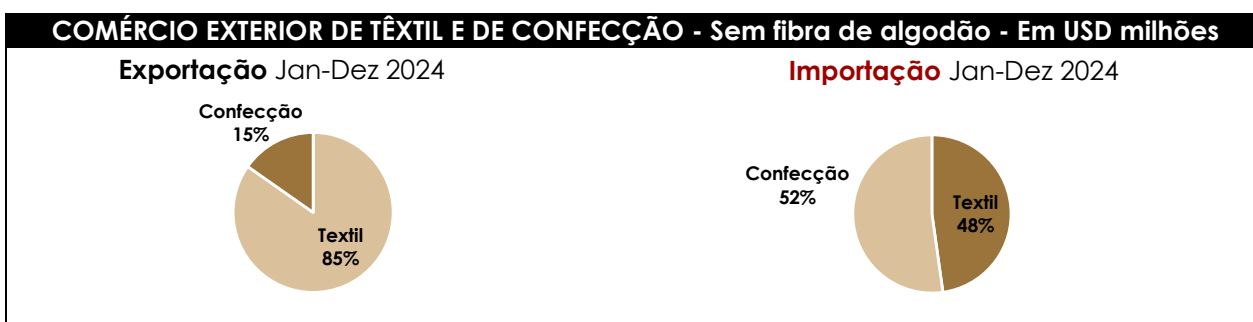 COMÉRCIO EXTERIOR DE TÊXTIL E DE CONFECÇÃO - Sem fibra de algodão - Em USD milhões
Exportação Jan-Dez 2024
Confecção
15%
Textil
85%
Importação Jan-Dez 2024
Confecção
52%
Textil
48%